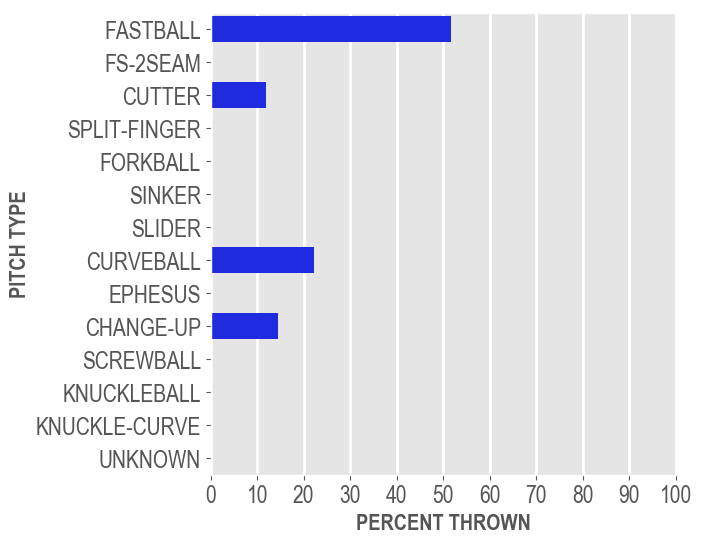 FASTBALL
FS-2SEAM
CUTTER
SPLIT-FINGER
FORKBALL
SINKER
SLIDER
CURVEBALL
EPHESUS
CHANGE-UP
SCREWBALL
KNUCKLEBALL
KNUCKLE-CURVE
UNKNOWN
PITCH TYPE
0 10 20 30 40 50 60 70 80 90 100
PERCENT THROWN